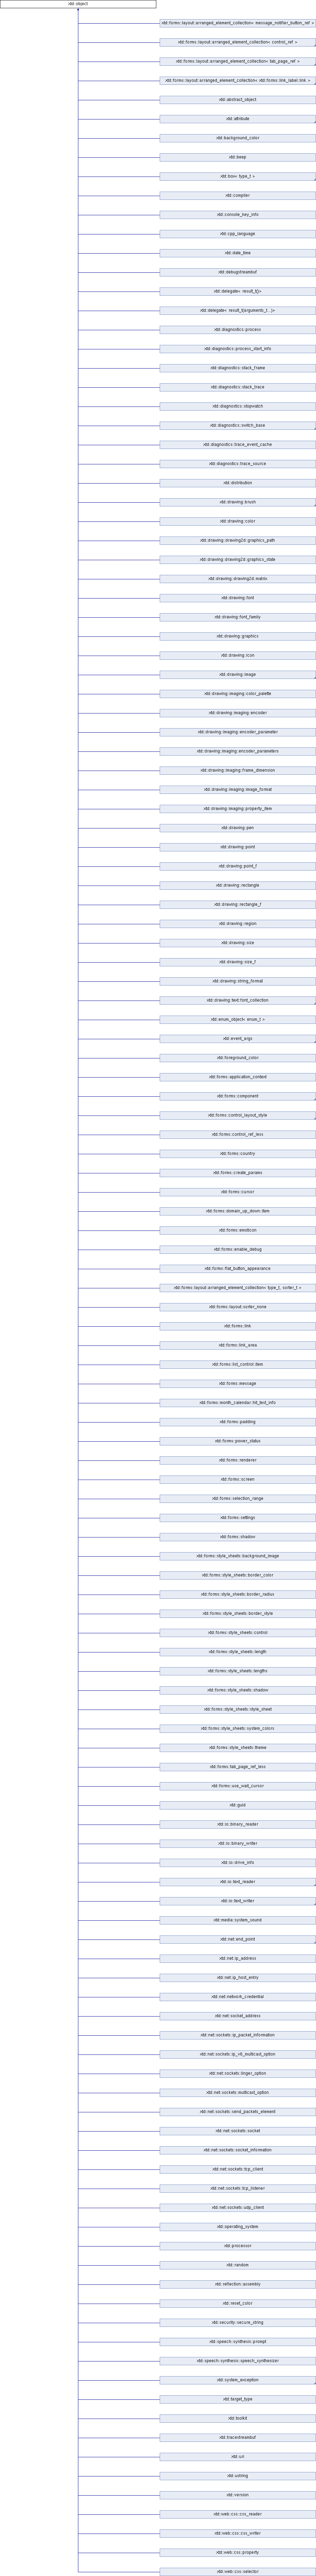 xtd::object
xtd::forms::layout::arranged_element_collection< message_notifier_button_ref >
xtd::forms::layout::arranged_element_collection< control_ref >
xtd::forms::layout::arranged_element_collection< tab_page_ref >
xtd::forms::layout::arranged_element_collection< xtd::forms::link_label::link >
xtd::abstract_object
xtd::attribute
xtd::background_color
xtd::beep
xtd::box< type_t >
xtd::compiler
xtd::console_key_info
xtd::cpp_language
xtd::date_time
xtd::debugstreambuf
xtd::delegate< result_t()>
xtd::delegate< result_t(arguments_t...)>
xtd::diagnostics::process
xtd::diagnostics::process_start_info
xtd::diagnostics::stack_frame
xtd::diagnostics::stack_trace
xtd::diagnostics::stopwatch
xtd::diagnostics::switch_base
xtd::diagnostics::trace_event_cache
xtd::diagnostics::trace_source
xtd::distribution
xtd::drawing::brush
xtd::drawing::color
xtd::drawing::drawing2d::graphics_path
xtd::drawing::drawing2d::graphics_state
xtd::drawing::drawing2d::matrix
xtd::drawing::font
xtd::drawing::font_family
xtd::drawing::graphics
xtd::drawing::icon
xtd::drawing::image
xtd::drawing::imaging::color_palette
xtd::drawing::imaging::encoder
xtd::drawing::imaging::encoder_parameter
xtd::drawing::imaging::encoder_parameters
xtd::drawing::imaging::frame_dimension
xtd::drawing::imaging::image_format
xtd::drawing::imaging::property_item
xtd::drawing::pen
xtd::drawing::point
xtd::drawing::point_f
xtd::drawing::rectangle
xtd::drawing::rectangle_f
xtd::drawing::region
xtd::drawing::size
xtd::drawing::size_f
xtd::drawing::string_format
xtd::drawing::text::font_collection
xtd::enum_object< enum_t >
xtd::event_args
xtd::foreground_color
xtd::forms::application_context
xtd::forms::component
xtd::forms::control_layout_style
xtd::forms::control_ref_less
xtd::forms::country
xtd::forms::create_params
xtd::forms::cursor
xtd::forms::domain_up_down::item
xtd::forms::emoticon
xtd::forms::enable_debug
xtd::forms::flat_button_appearance
xtd::forms::layout::arranged_element_collection< type_t, sorter_t >
xtd::forms::layout::sorter_none
xtd::forms::link
xtd::forms::link_area
xtd::forms::list_control::item
xtd::forms::message
xtd::forms::month_calendar::hit_test_info
xtd::forms::padding
xtd::forms::power_status
xtd::forms::renderer
xtd::forms::screen
xtd::forms::selection_range
xtd::forms::settings
xtd::forms::shadow
xtd::forms::style_sheets::background_image
xtd::forms::style_sheets::border_color
xtd::forms::style_sheets::border_radius
xtd::forms::style_sheets::border_style
xtd::forms::style_sheets::control
xtd::forms::style_sheets::length
xtd::forms::style_sheets::lengths
xtd::forms::style_sheets::shadow
xtd::forms::style_sheets::style_sheet
xtd::forms::style_sheets::system_colors
xtd::forms::style_sheets::theme
xtd::forms::tab_page_ref_less
xtd::forms::use_wait_cursor
xtd::guid
xtd::io::binary_reader
xtd::io::binary_writer
xtd::io::drive_info
xtd::io::text_reader
xtd::io::text_writer
xtd::media::system_sound
xtd::net::end_point
xtd::net::ip_address
xtd::net::ip_host_entry
xtd::net::network_credential
xtd::net::socket_address
xtd::net::sockets::ip_packet_information
xtd::net::sockets::ip_v6_multicast_option
xtd::net::sockets::linger_option
xtd::net::sockets::multicast_option
xtd::net::sockets::send_packets_element
xtd::net::sockets::socket
xtd::net::sockets::socket_information
xtd::net::sockets::tcp_client
xtd::net::sockets::tcp_listener
xtd::net::sockets::udp_client
xtd::operating_system
xtd::processor
xtd::random
xtd::reflection::assembly
xtd::reset_color
xtd::security::secure_string
xtd::speech::synthesis::prompt
xtd::speech::synthesis::speech_synthesizer
xtd::system_exception
xtd::target_type
xtd::toolkit
xtd::tracestreambuf
xtd::uri
xtd::ustring
xtd::version
xtd::web::css::css_reader
xtd::web::css::css_writer
xtd::web::css::property
xtd::web::css::selector